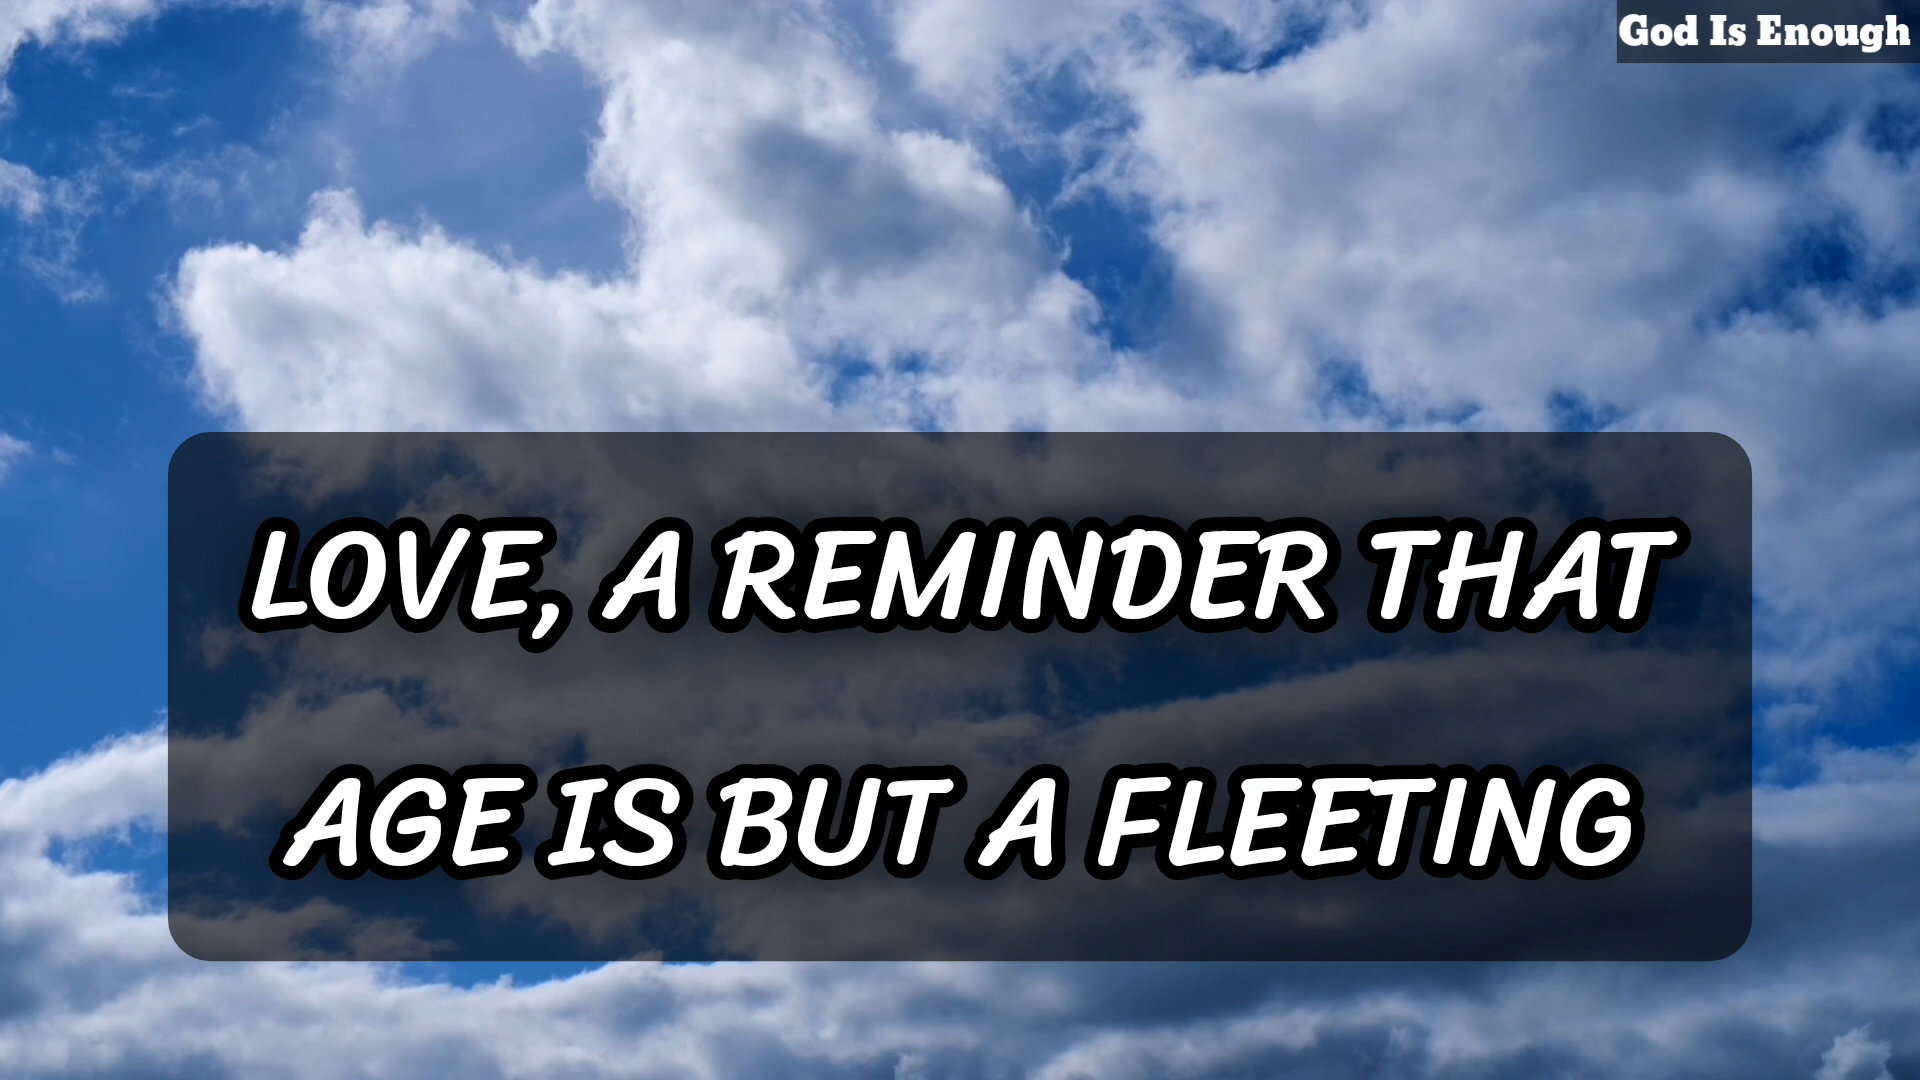 God Is Enough
LOVE, A REMINDER THAT
AGE IS BUT A FLEETING